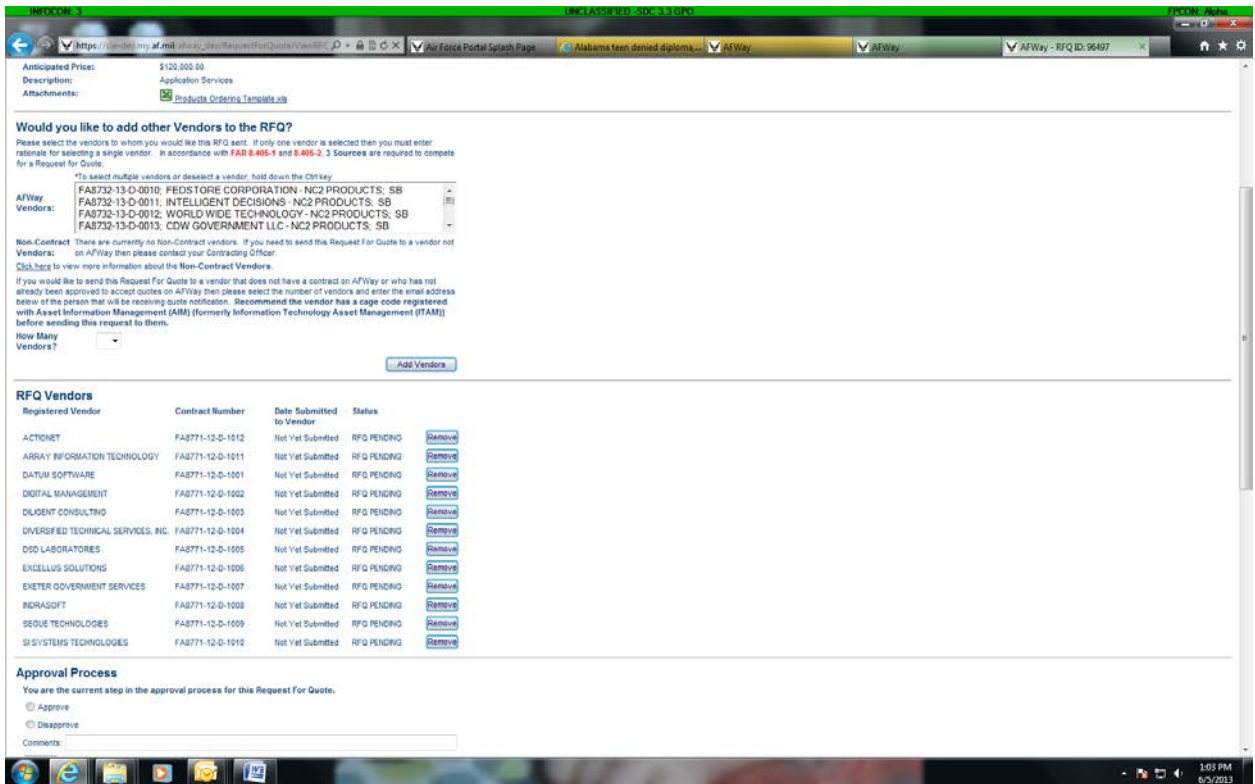 INFOCON: 3 UNCLASSIFIED -SDC 3.3 GPO FPCON: Alpha
Air Force Portal Splash Page Alabama teen denied diploma,... AFWay AFWay AFWay - RFQ ID: 96497
Anticipated Price: $120,000.00
Description: Application Services
Attachments: Products Ordering Template.xls
Would you like to add other Vendors to the RFQ?
Please select the vendors to whom you would like this RFQ sent. If only one vendor is selected then you must enter
rationale for selecting a single vendor. In accordance with FAR 8.405-1 and 8.405-2, 3 Sources are required to compete
for a Request for Quote.
*To select multiple vendors or deselect a vendor, hold down the Ctrl key
AFWay
Vendors:
FA8732-13-D-0010; FEDSTORE CORPORATION - NC2 PRODUCTS; SB
FA8732-13-D-0011; INTELLIGENT DECISIONS - NC2 PRODUCTS; SB
FA8732-13-D-0012; WORLD WIDE TECHNOLOGY - NC2 PRODUCTS; SB
FA8732-13-D-0013; CDW GOVERNMENT LLC - NC2 PRODUCTS; SB
Non-Contract There are currently no Non-Contract vendors. If you need to send this Request For Quote to a vendor not
Vendors: on AFWay then please contact your Contracting Officer.
Click here to view more information about the Non-Contract Vendors.
If you would like to send this Request For Quote to a vendor that does not have a contract on AFWay or who has not
already been approved to accept quotes on AFWay then please select the number of vendors and enter the email address
below of the person that will be receiving quote notification. Recommend the vendor has a cage code registered
with Asset Information Management (AIM) (formerly Information Technology Asset Management (ITAM))
before sending this request to them.
How Many
Vendors?
Add Vendors
RFQ Vendors
Registered Vendor Contract Number Date Submitted Status
to Vendor
ACTIONET FA8771-12-D-1012 Not Yet Submitted RFQ PENDING Remove
ARRAY INFORMATION TECHNOLOGY FA8771-12-D-1011 Not Yet Submitted RFQ PENDING Remove
DATUM SOFTWARE FA8771-12-D-1001 Not Yet Submitted RFQ PENDING Remove
DIGITAL MANAGEMENT FA8771-12-D-1002 Not Yet Submitted RFQ PENDING Remove
DILIGENT CONSULTING FA8771-12-D-1003 Not Yet Submitted RFQ PENDING Remove
DIVERSIFIED TECHNICAL SERVICES, INC. FA8771-12-D-1004 Not Yet Submitted RFQ PENDING Remove
DSD LABORATORIES FA8771-12-D-1005 Not Yet Submitted RFQ PENDING Remove
EXCELLUS SOLUTIONS FA8771-12-D-1006 Not Yet Submitted RFQ PENDING Remove
EXETER GOVERNMENT SERVICES FA8771-12-D-1007 Not Yet Submitted RFQ PENDING Remove
INDRASOFT FA8771-12-D-1008 Not Yet Submitted RFQ PENDING Remove
SEGUE TECHNOLOGIES FA8771-12-D-1009 Not Yet Submitted RFQ PENDING Remove
SI SYSTEMS TECHNOLOGIES FA8771-12-D-1010 Not Yet Submitted RFQ PENDING Remove
Approval Process
You are the current step in the approval process for this Request For Quote.
Approve
Disapprove
Comments:
1:03 PM
6/5/2013